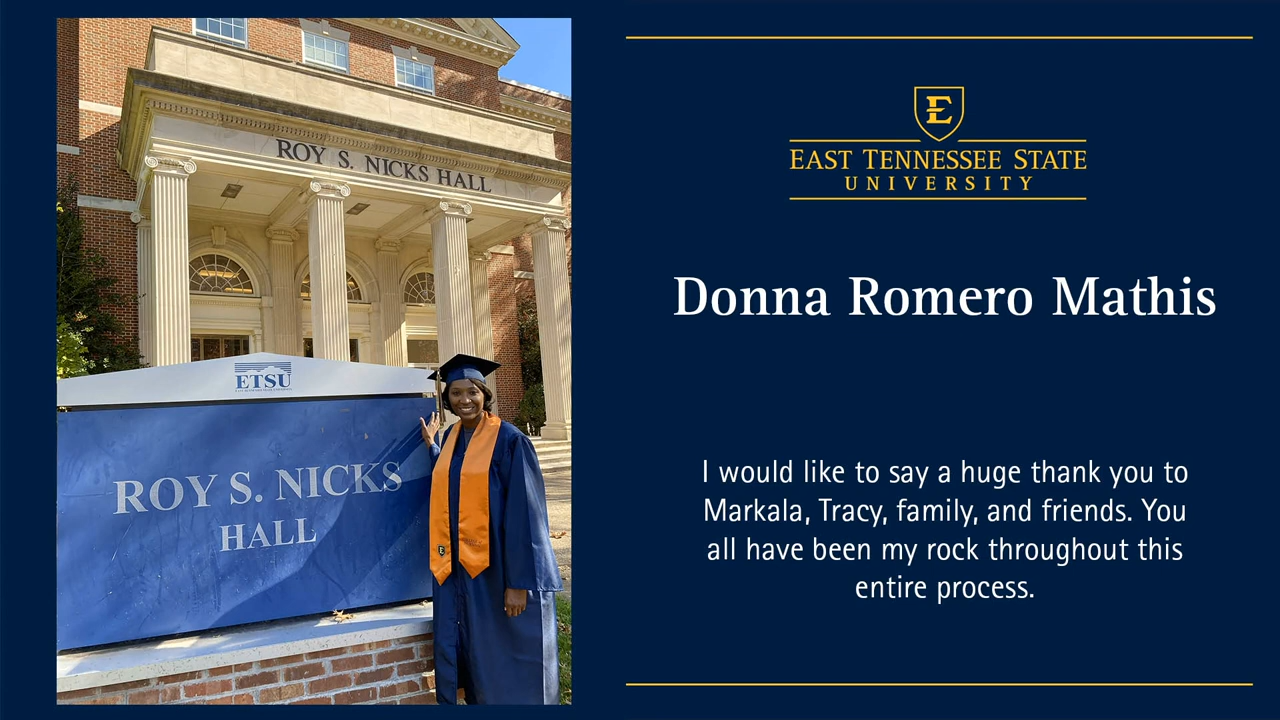 ROY S. NICKS HALL
ETSU
ROY S. NICKS
HALL
E
E
EAST TENNESSEE STATE
UNIVERSITY
Donna Romero Mathis
I would like to say a huge thank you to
Markala, Tracy, family, and friends. You
all have been my rock throughout this
entire process.